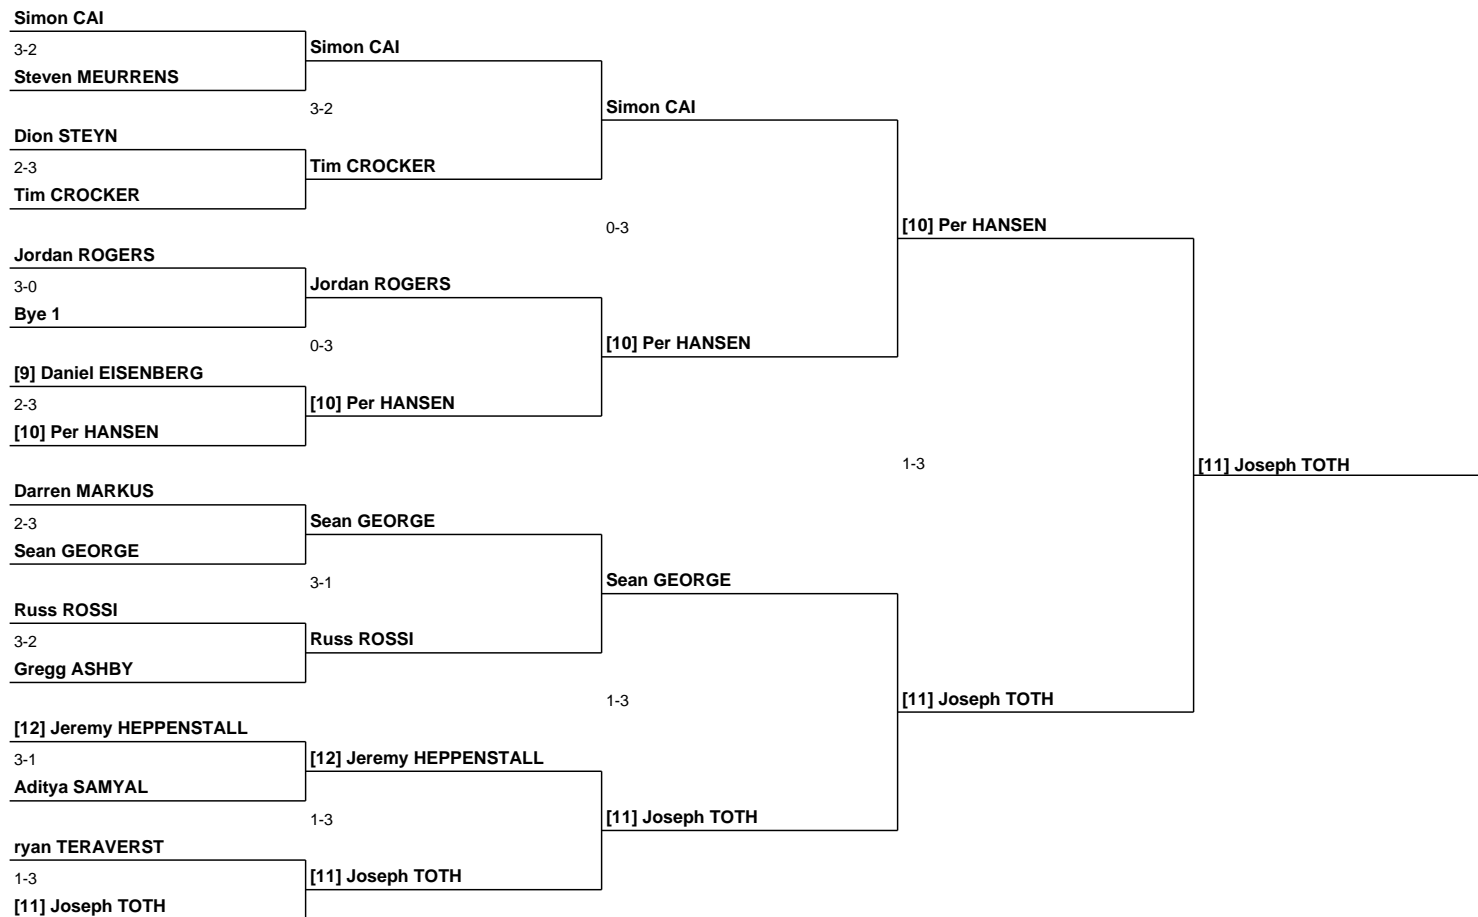 Simon CAI
3-2
Simon CAI
Steven MEURRENS
3-2
Simon CAI
Dion STEYN
2-3
Tim CROCKER
Tim CROCKER
0-3
[10] Per HANSEN
Jordan ROGERS
3-0
Jordan ROGERS
Bye 1
0-3
[10] Per HANSEN
[9] Daniel EISENBERG
2-3
[10] Per HANSEN
[10] Per HANSEN
1-3
[11] Joseph TOTH
Darren MARKUS
2-3
Sean GEORGE
Sean GEORGE
3-1
Sean GEORGE
Russ ROSSI
3-2
Russ ROSSI
Gregg ASHBY
1-3
[11] Joseph TOTH
[12] Jeremy HEPPENSTALL
3-1
[12] Jeremy HEPPENSTALL
Aditya SAMYAL
1-3
[11] Joseph TOTH
ryan TERAVERST
1-3
[11] Joseph TOTH
[11] Joseph TOTH